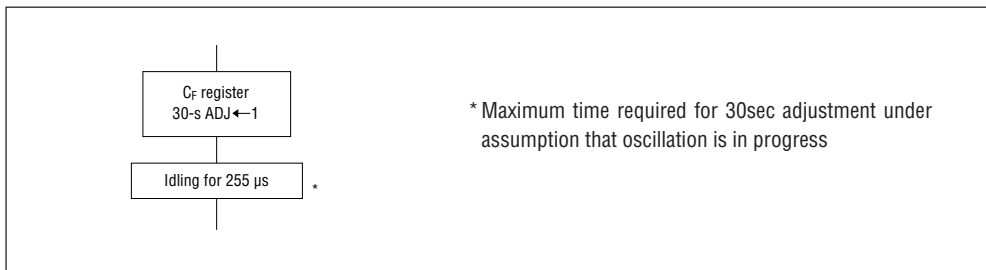 C_F register
30-s ADJ←1
Idling for 255 µs
*
* Maximum time required for 30sec adjustment under
assumption that oscillation is in progress